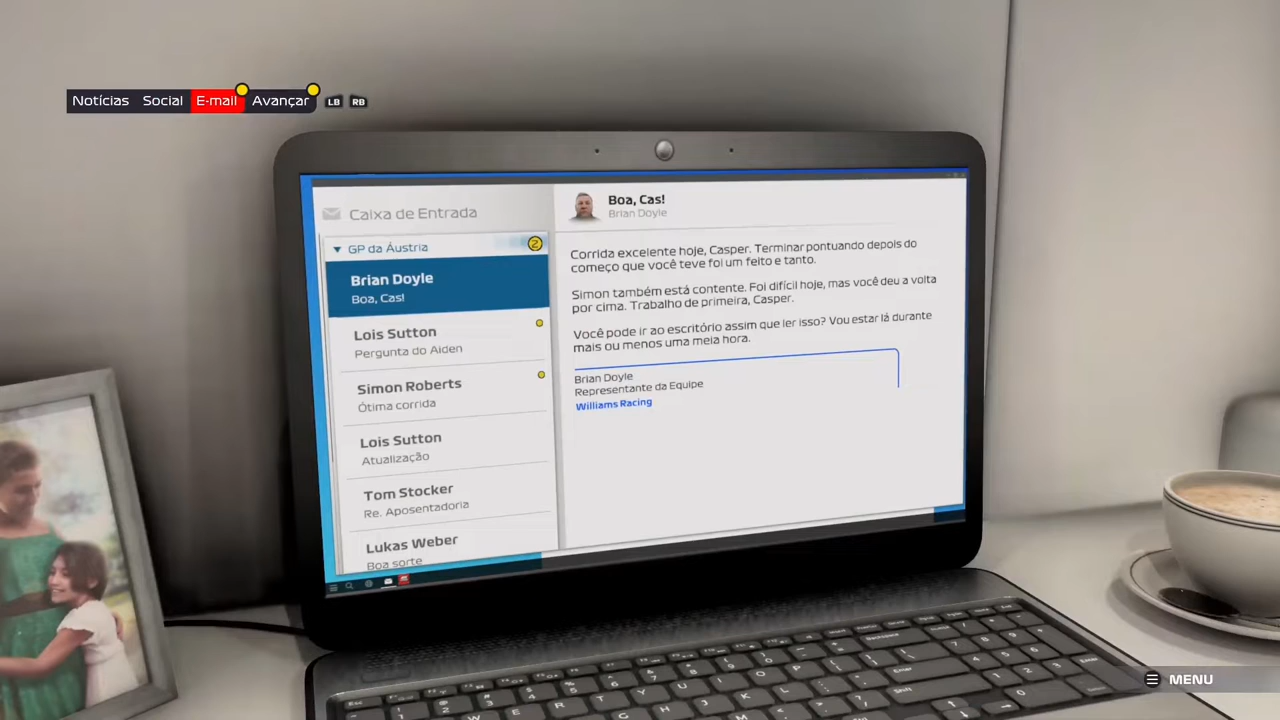 Notícias Social E-mail Avançar LB RB
Caixa de Entrada
GP da Áustria 2
Brian Doyle
Boa, Cas!
Lois Sutton
Pergunta do Aiden
Simon Roberts
Ótima corrida
Lois Sutton
Atualização
Tom Stocker
Re. Aposentadoria
Lukas Weber
Boa sorte
Boa, Cas!
Brian Doyle
Corrida excelente hoje, Casper. Terminar pontuando depois do
começo que você teve foi um feito e tanto.
Simon também está contente. Foi difícil hoje, mas você deu a volta
por cima. Trabalho de primeira, Casper.
Você pode ir ao escritório assim que ler isso? Vou estar lá durante
mais ou menos uma meia hora.
Brian Doyle
Representante da Equipe
Williams Racing
MENU